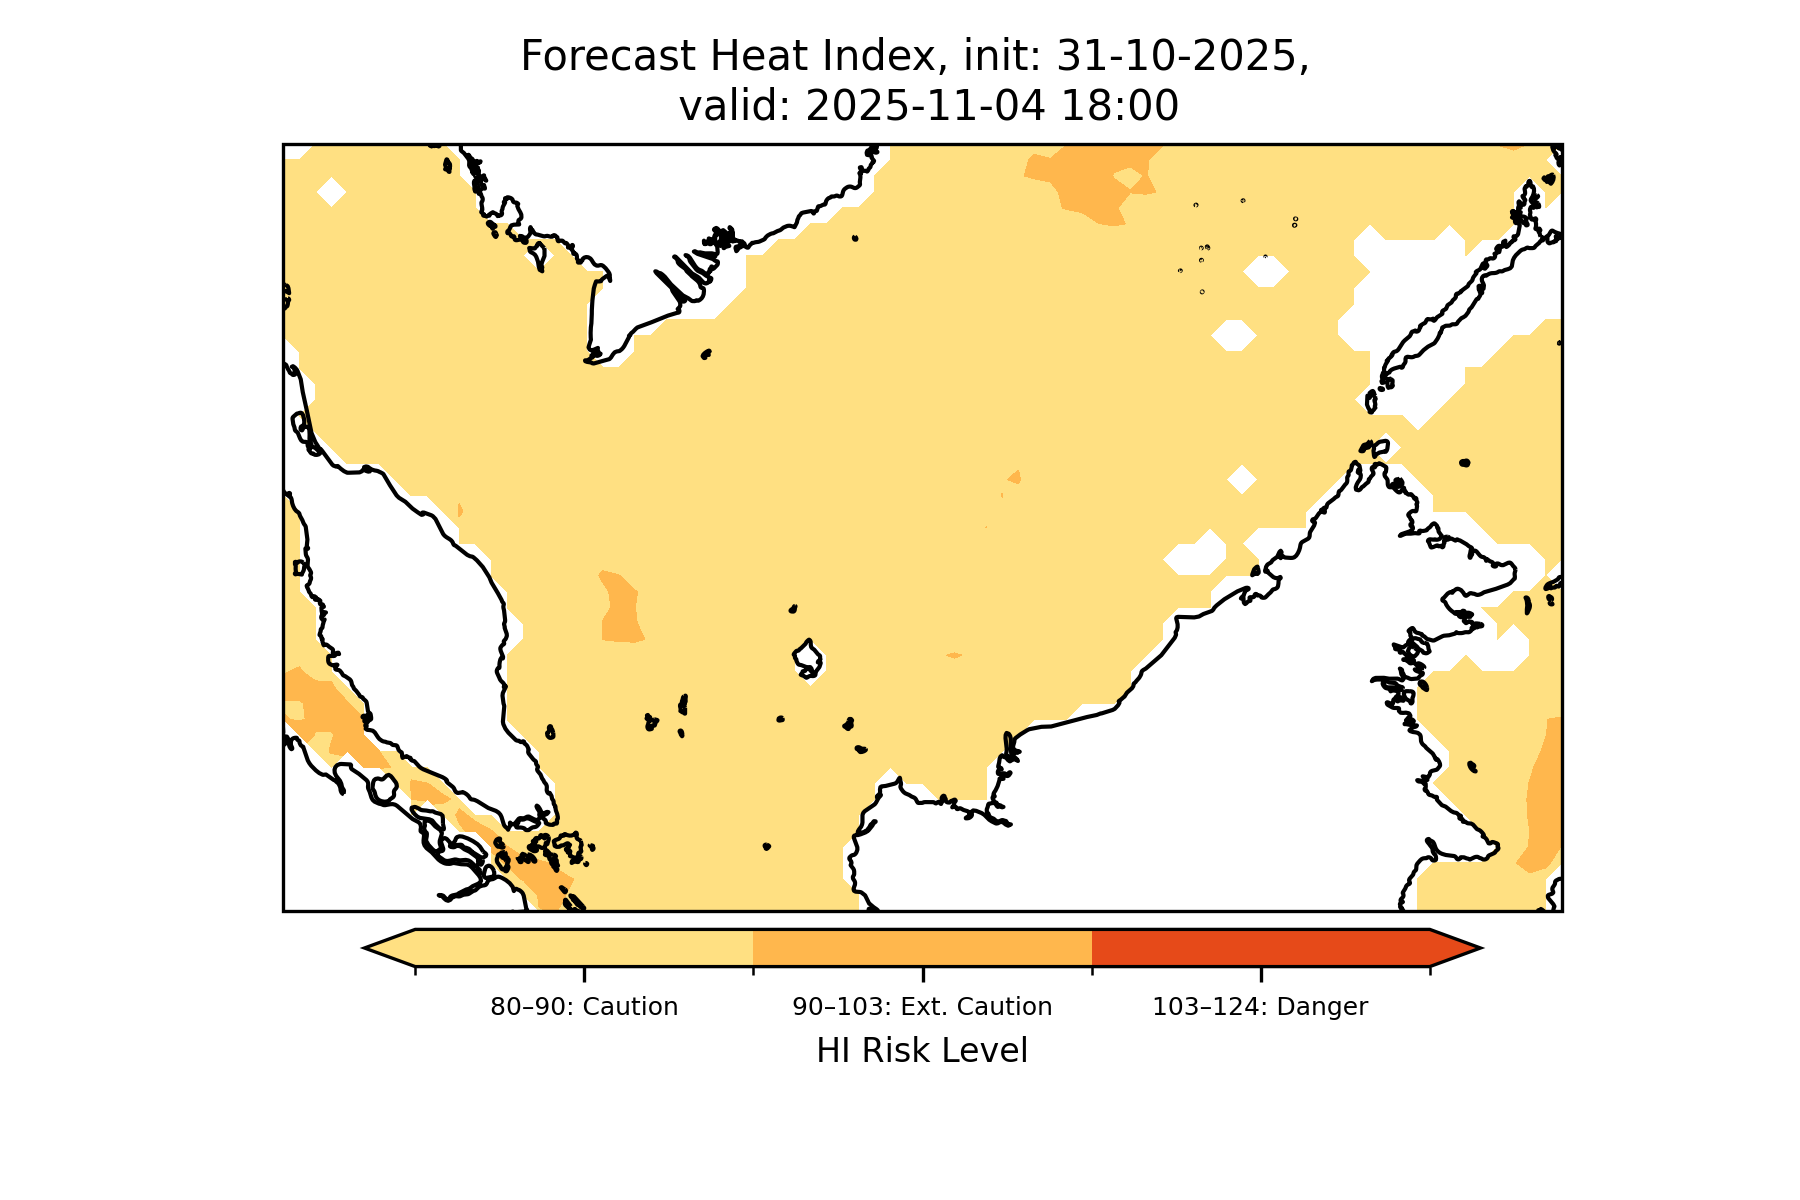 Forecast Heat Index, init: 31-10-2025,
valid: 2025-11-04 18:00
80–90: Caution
90–103: Ext. Caution
103–124: Danger
HI Risk Level